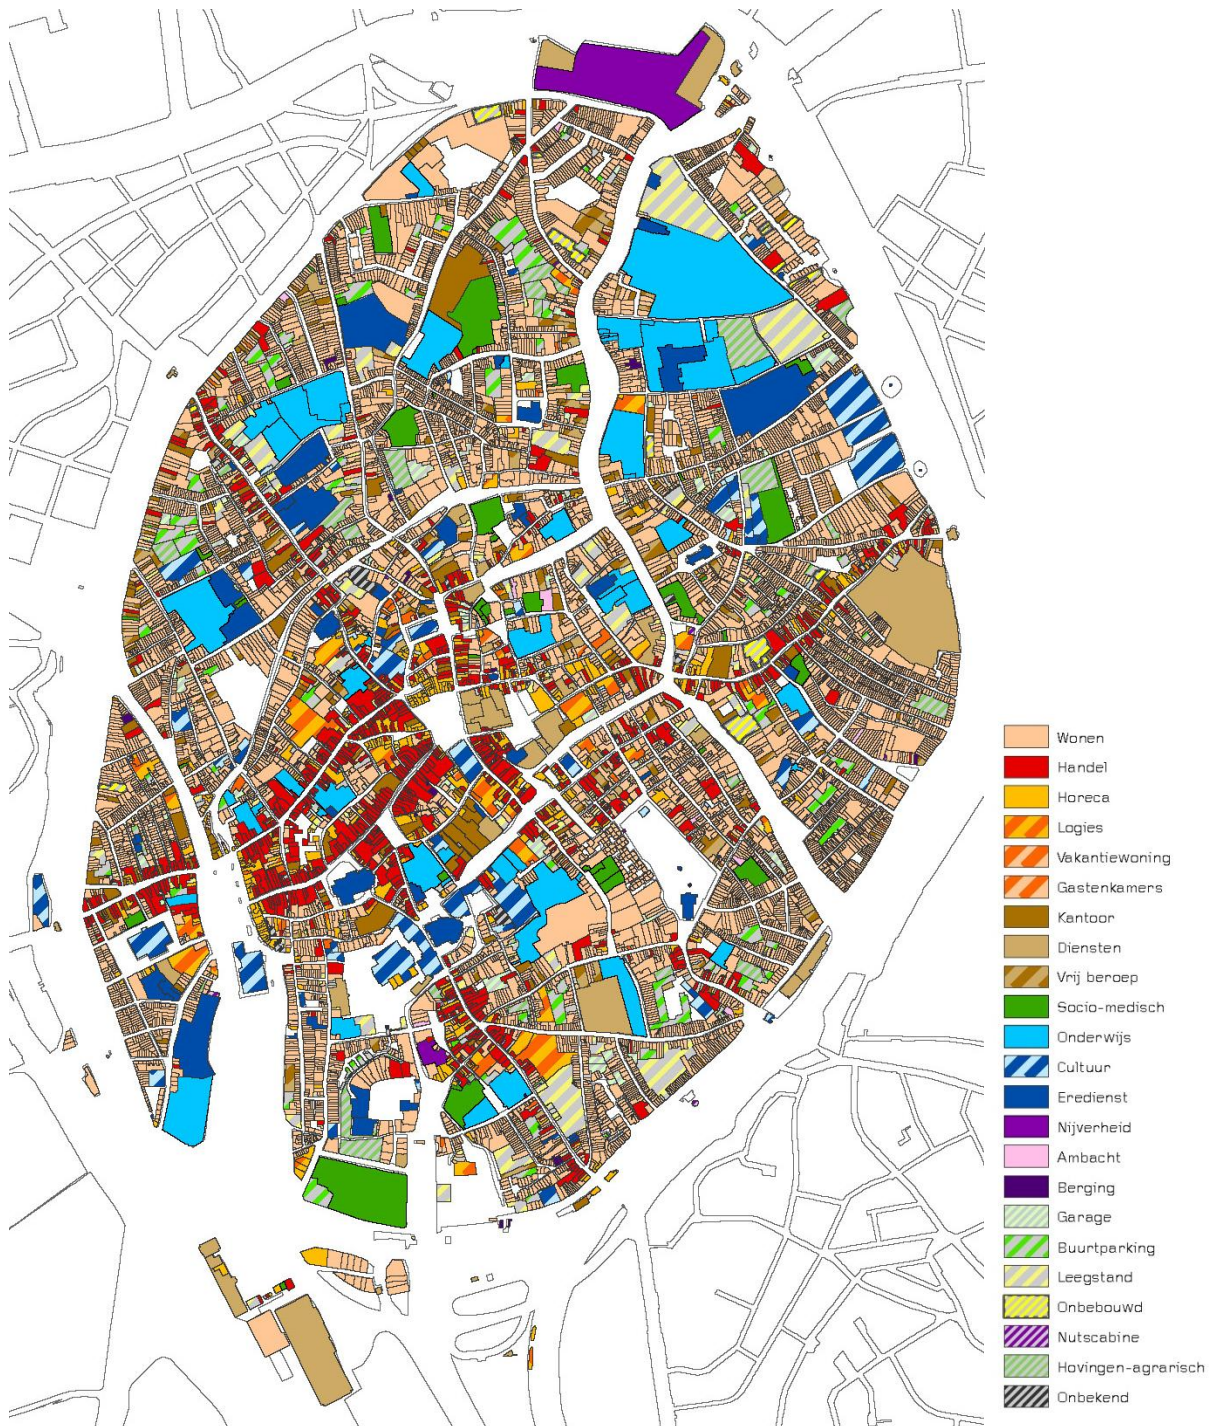 Wonen
Handel
Horeca
Logies
Vakantiewoning
Gastenkamers
Kantoor
Diensten
Vrij beroep
Socio-medisch
Onderwijs
Cultuur
Eredienst
Nijverheid
Ambacht
Berging
Garage
Buurtparking
Leegstand
Onbebouwd
Nutscabine
Hovingen-agrarisch
Onbekend